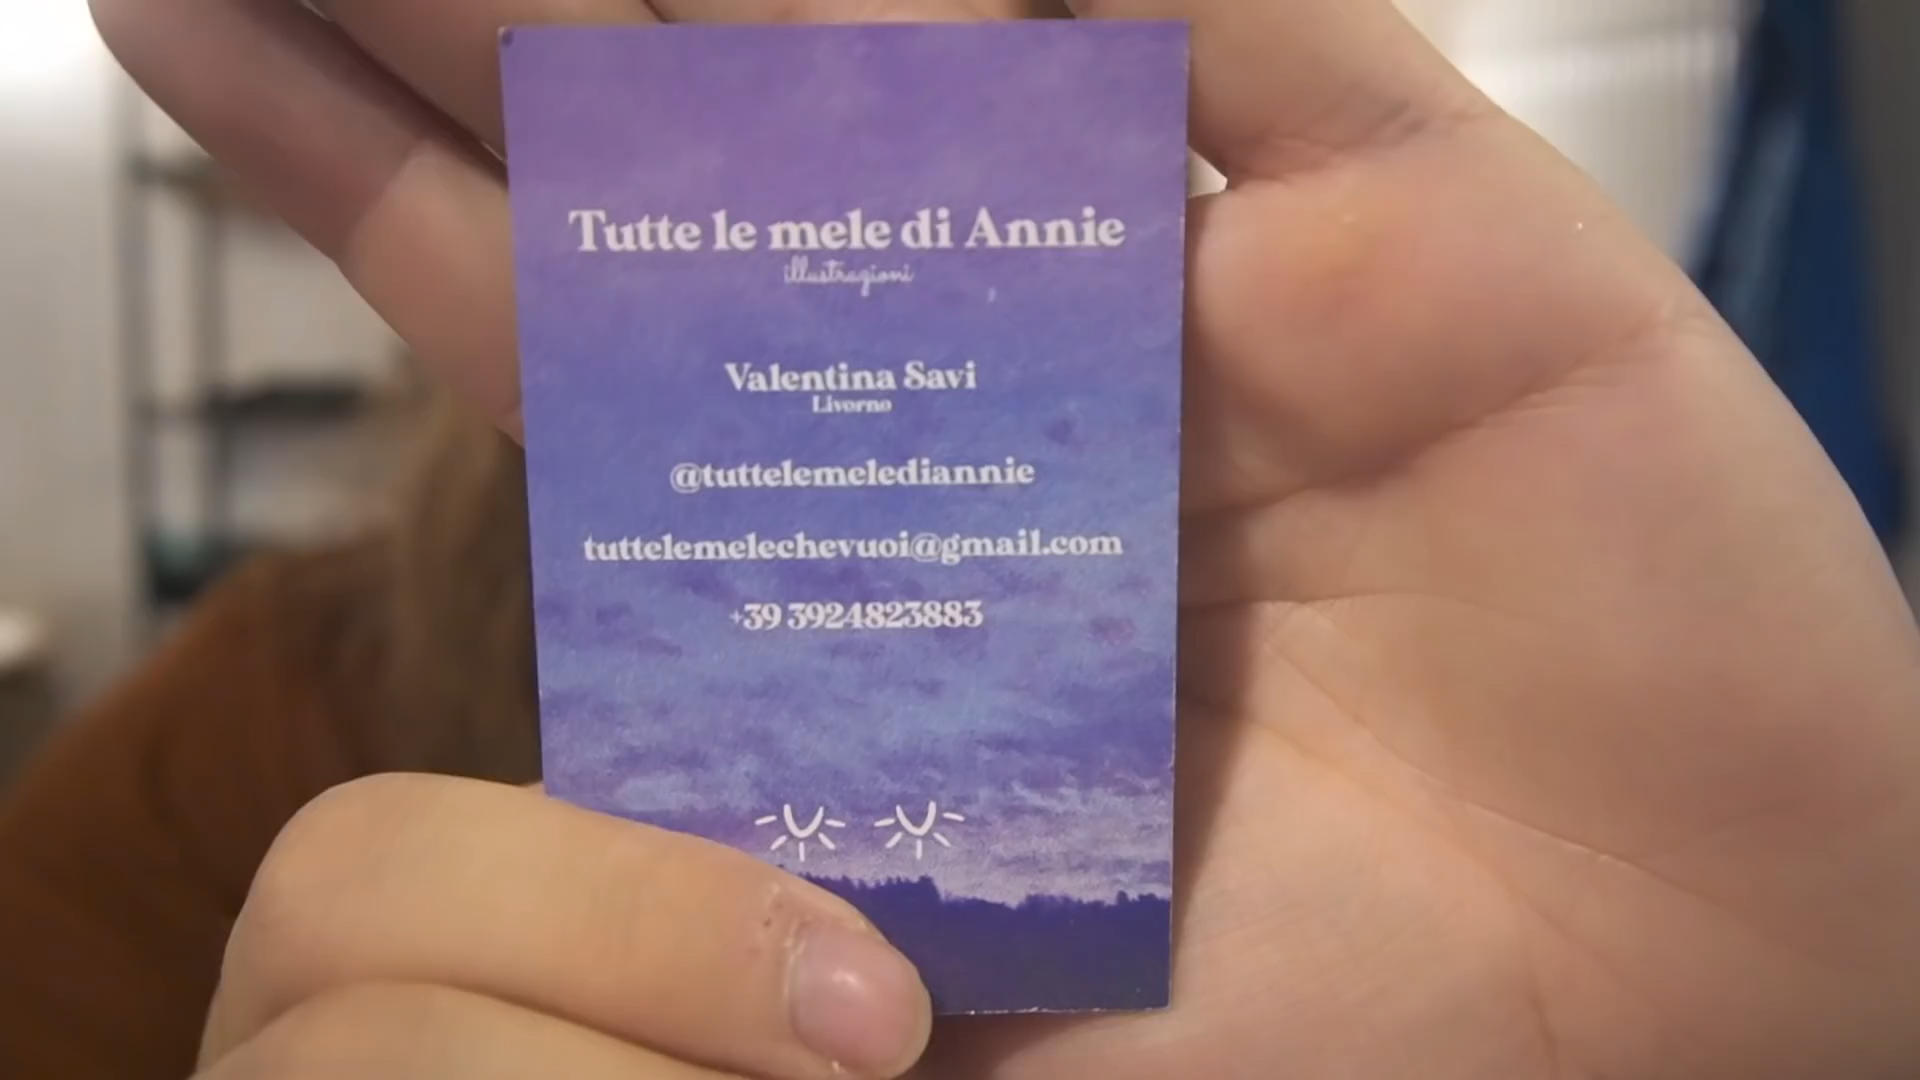 Tutte le mele di Annie
illustrazioni
Valentina Savi
Livorno
@tuttelemelediannie
tuttelemelechevuoi@gmail.com
+39 3924823883